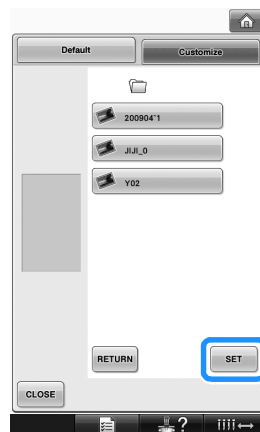 Default Customize
200904~1
JIJI_0
Y02
RETURN SET
CLOSE
?